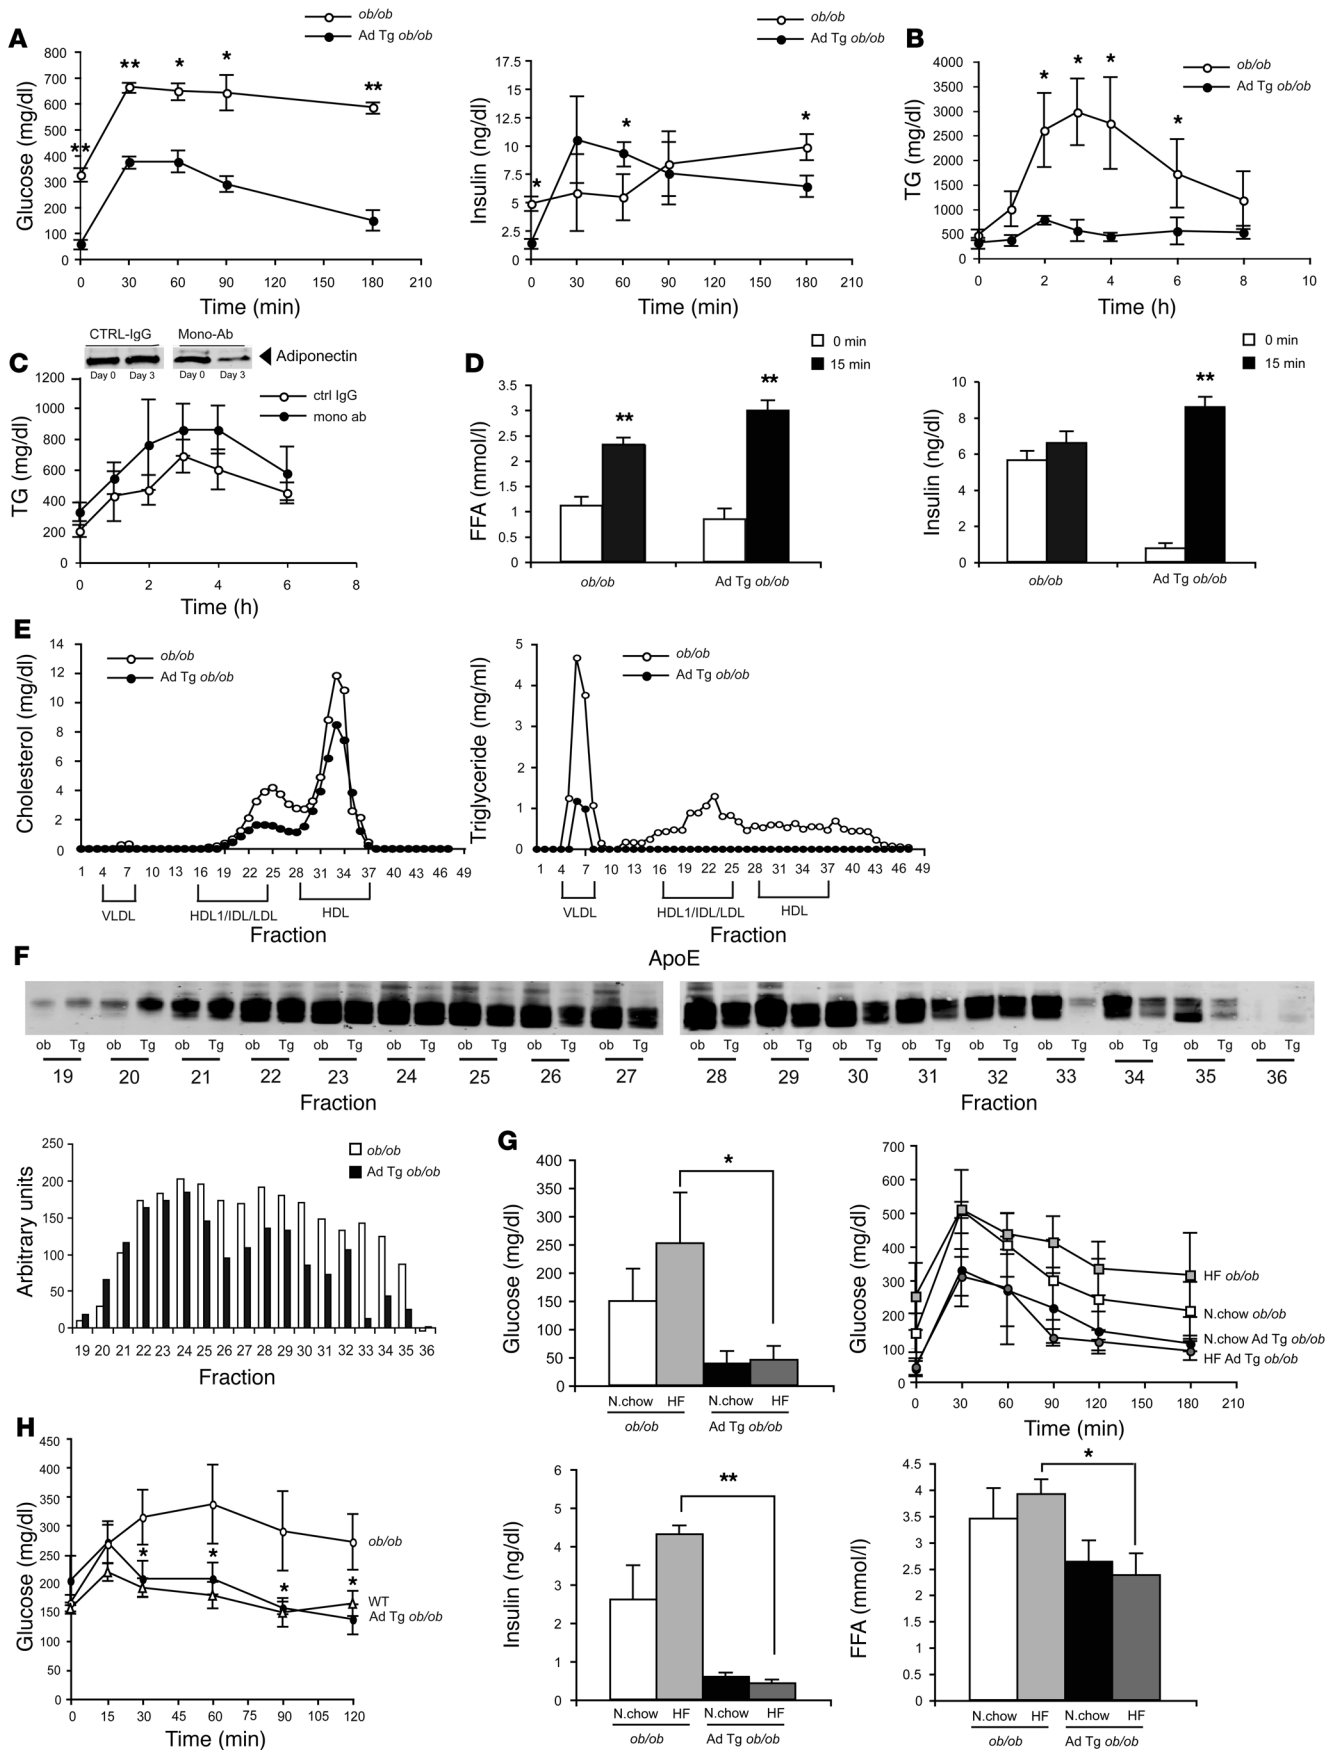 A
ob/ob
Ad Tg ob/ob
Glucose (mg/dl)
800
700
600
500
400
300
200
100
0
** ** * * **
0 30 60 90 120 150 180 210
Time (min)
ob/ob
Ad Tg ob/ob
Insulin (ng/dl)
17.5
15
12.5
10
7.5
5
2.5
0
* * *
0 30 60 90 120 150 180 210
Time (min)
B
ob/ob
Ad Tg ob/ob
TG (mg/dl)
4000
3500
3000
2500
2000
1500
1000
500
0
* * * *
0 2 4 6 8 10
Time (h)
C
CTRL-IgG Mono-Ab
Adiponectin
Day 0 Day 3 Day 0 Day 3
ctrl IgG
mono ab
TG (mg/dl)
1200
1000
800
600
400
200
0
0 2 4 6 8
Time (h)
D
0 min
15 min
FFA (mmol/l)
3.5
3
2.5
2
1.5
1
0.5
0
** **
ob/ob Ad Tg ob/ob
0 min
15 min
Insulin (ng/dl)
10
8
6
4
2
0
**
ob/ob Ad Tg ob/ob
E
ob/ob
Ad Tg ob/ob
Cholesterol (mg/dl)
14
12
10
8
6
4
2
0
1 4 7 10 13 16 19 22 25 28 31 34 37 40 43 46 49
VLDL HDL1/IDL/LDL HDL
Fraction
ob/ob
Ad Tg ob/ob
Triglyceride (mg/ml)
5
4
3
2
1
0
1 4 7 10 13 16 19 22 25 28 31 34 37 40 43 46 49
VLDL HDL1/IDL/LDL HDL
Fraction
F
ApoE
ob Tg ob Tg ob Tg ob Tg ob Tg ob Tg ob Tg ob Tg ob Tg
19 20 21 22 23 24 25 26 27
Fraction
ob Tg ob Tg ob Tg ob Tg ob Tg ob Tg ob Tg ob Tg ob Tg
28 29 30 31 32 33 34 35 36
Fraction
ob/ob
Ad Tg ob/ob
Arbitrary units
250
200
150
100
50
0
19 20 21 22 23 24 25 26 27 28 29 30 31 32 33 34 35 36
Fraction
G
Glucose (mg/dl)
400
350
300
250
200
150
100
50
0
*
N.chow HF N.chow HF
ob/ob Ad Tg ob/ob
Glucose (mg/dl)
700
600
500
400
300
200
100
0
HF ob/ob
N.chow ob/ob
N.chow Ad Tg ob/ob
HF Ad Tg ob/ob
0 30 60 90 120 150 180 210
Time (min)
H
Glucose (mg/dl)
450
400
350
300
250
200
150
100
50
0
* * * *
ob/ob
WT
Ad Tg ob/ob
0 15 30 45 60 75 90 105 120
Time (min)
Insulin (ng/dl)
6
5
4
3
2
1
0
**
N.chow HF N.chow HF
ob/ob Ad Tg ob/ob
FFA (mmol/l)
4.5
4
3.5
3
2.5
2
1.5
1
0.5
0
*
N.chow HF N.chow HF
ob/ob Ad Tg ob/ob